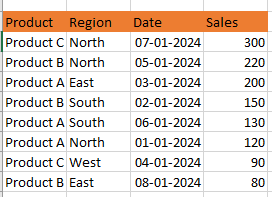 Product Region Date Sales
Product C North 07-01-2024 300
Product B North 05-01-2024 220
Product A East 03-01-2024 200
Product B South 02-01-2024 150
Product A South 06-01-2024 130
Product A North 01-01-2024 120
Product C West 04-01-2024 90
Product B East 08-01-2024 80